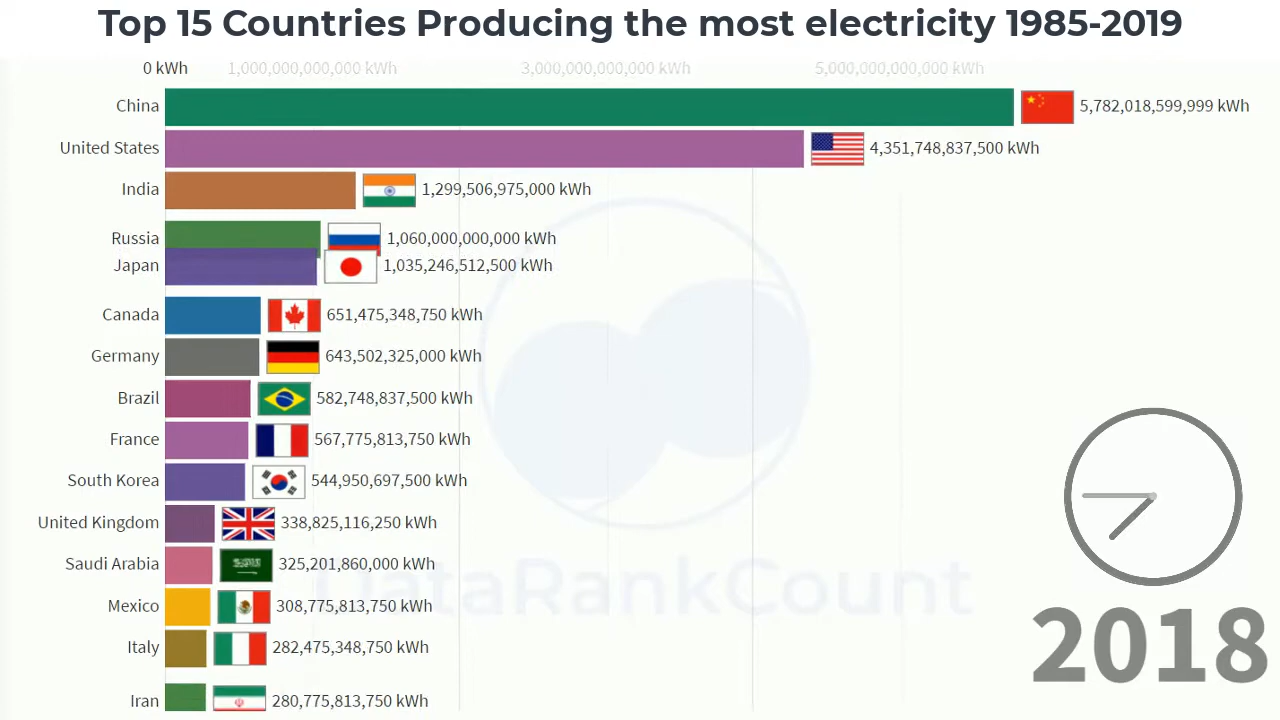 Top 15 Countries Producing the most electricity 1985-2019
0 kWh 1,000,000,000,000 kWh 3,000,000,000,000 kWh 5,000,000,000,000 kWh
China 5,782,018,599,999 kWh
United States 4,351,748,837,500 kWh
India 1,299,506,975,000 kWh
Russia 1,060,000,000,000 kWh
Japan 1,035,246,512,500 kWh
Canada 651,475,348,750 kWh
Germany 643,502,325,000 kWh
Brazil 582,748,837,500 kWh
France 567,775,813,750 kWh
South Korea 544,950,697,500 kWh
United Kingdom 338,825,116,250 kWh
Saudi Arabia 325,201,860,000 kWh
DataRankCount
Mexico 308,775,813,750 kWh
Italy 282,475,348,750 kWh
2018
Iran 280,775,813,750 kWh